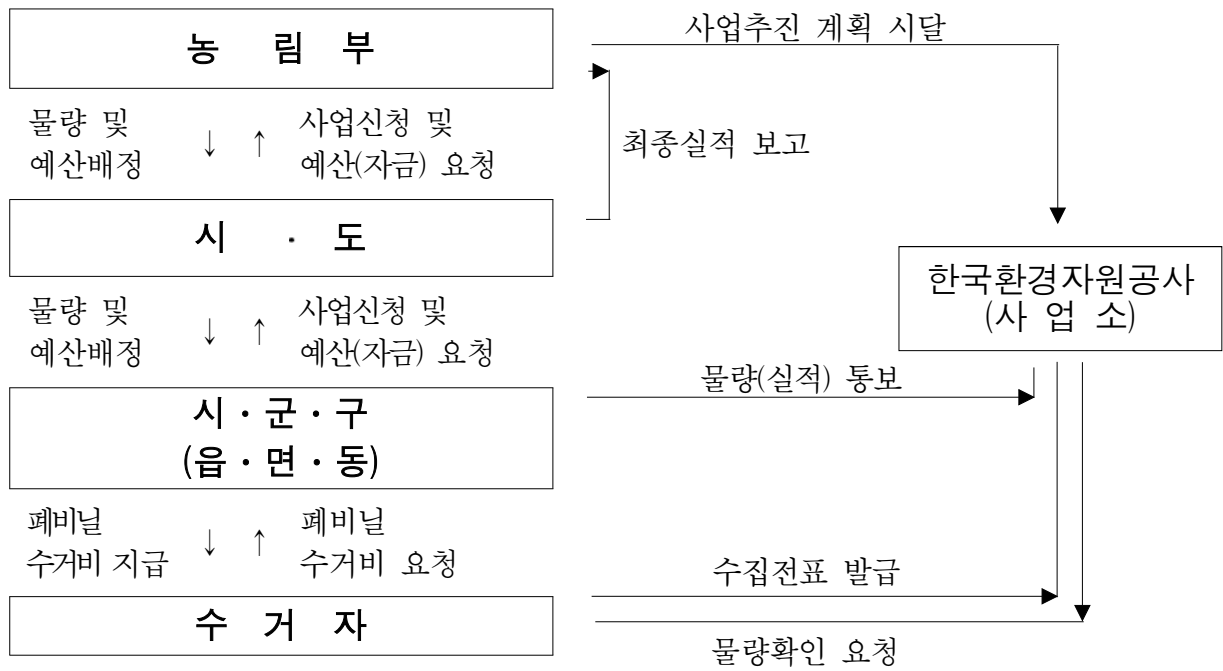 사업추진 계획 시달
농 림 부
물량 및
예산배정
↓ ↑
사업신청 및
예산(자금) 요청
최종실적 보고
시 · 도
한국환경자원공사
(사 업 소)
물량 및
예산배정
↓ ↑
사업신청 및
예산(자금) 요청
물량(실적) 통보
시·군·구
(읍·면·동)
폐비닐
수거비 지급
↓ ↑
폐비닐
수거비 요청
수집전표 발급
수 거 자
물량확인 요청